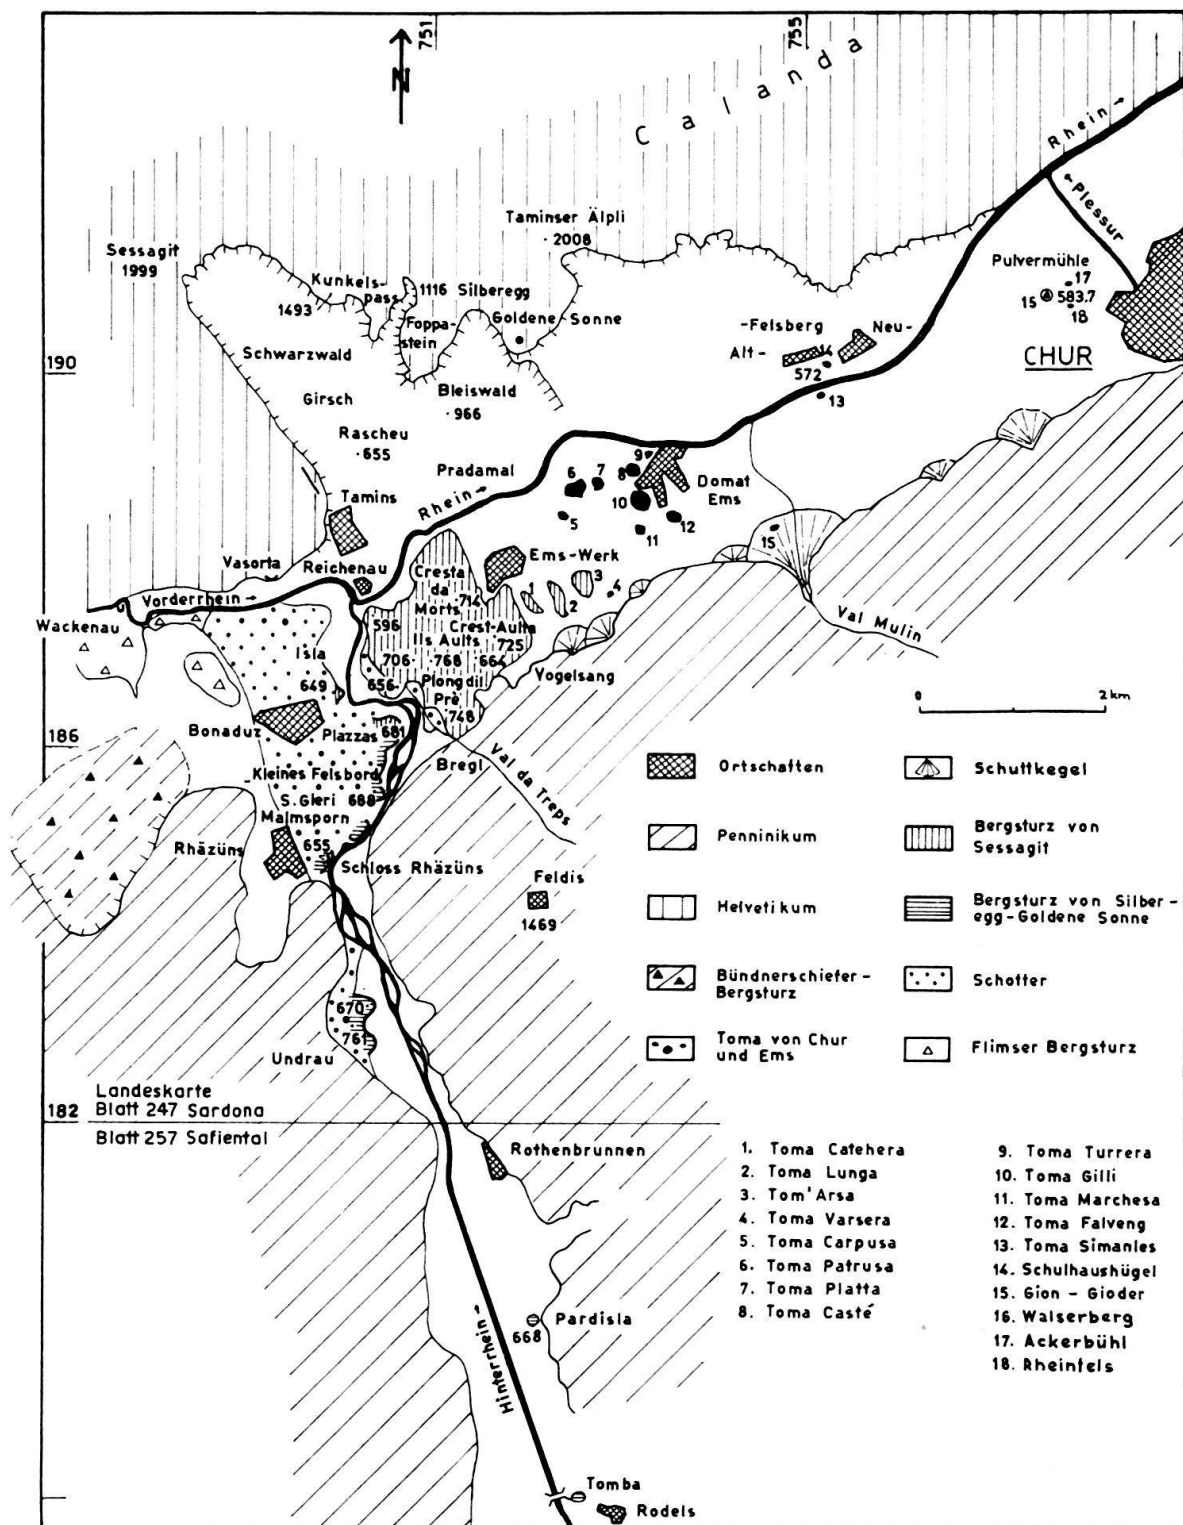 751
755
N
Calanda
Rhein →
← Plessur
Taminser Älpli
· 2008
Sessagit
1999
Kunkels-
pass
1493
1116 Silberegg
Foppa-
stein
Goldene Sonne
Pulvermühle
17
15 583.7
18
-Felsberg
Neu-
Alt-
14
572
13
CHUR
190
Schwarzwald
Girsch
Bleiswald
· 966
Rascheu
· 655
Pradamal
Rhein →
Tamins
9
8
7
6
10
5
11
12
Domat
Ems
15
Vasorta
Reichenau
Ems-Werk
Cresta
da
Morts
714
1
2
3
4
Vorderrhein →
Wackenau
596
Crest-Aulta
Ils Aults
725
706
768
664
Val Mulin
Isla
649
656
Plong dil
Prè
748
Vogelsang
0 2km
Bonaduz
Plazzas
681
186
Bregl
Val da Treps
Kleines Felsbord
S. Gieri 688
Malmsporn
Rhäzüns
655
Schloss Rhäzüns
Feldis
1469
Ortschaften
Schuttkegel
Penninikum
Bergsturz von
Sessagit
Helvetikum
Bergsturz von Silber-
egg-Goldene Sonne
Bündnerschiefer-
Bergsturz
Schotter
Toma von Chur
und Ems
Flimser Bergsturz
670
761
Undrau
Landeskarte
Blatt 247 Sardona
182
Blatt 257 Safiental
Rothenbrunnen
1. Toma Catehera
2. Toma Lunga
3. Tom'Arsa
4. Toma Varsera
5. Toma Carpusa
6. Toma Patrusa
7. Toma Platta
8. Toma Casté
9. Toma Turrera
10. Toma Gilli
11. Toma Marchesa
12. Toma Falveng
13. Toma Simanles
14. Schulhaushügel
15. Gion - Gioder
16. Walserberg
17. Ackerbühl
18. Rheinfels
Hinterrhein →
Pardisla
668
Tomba
Rodels